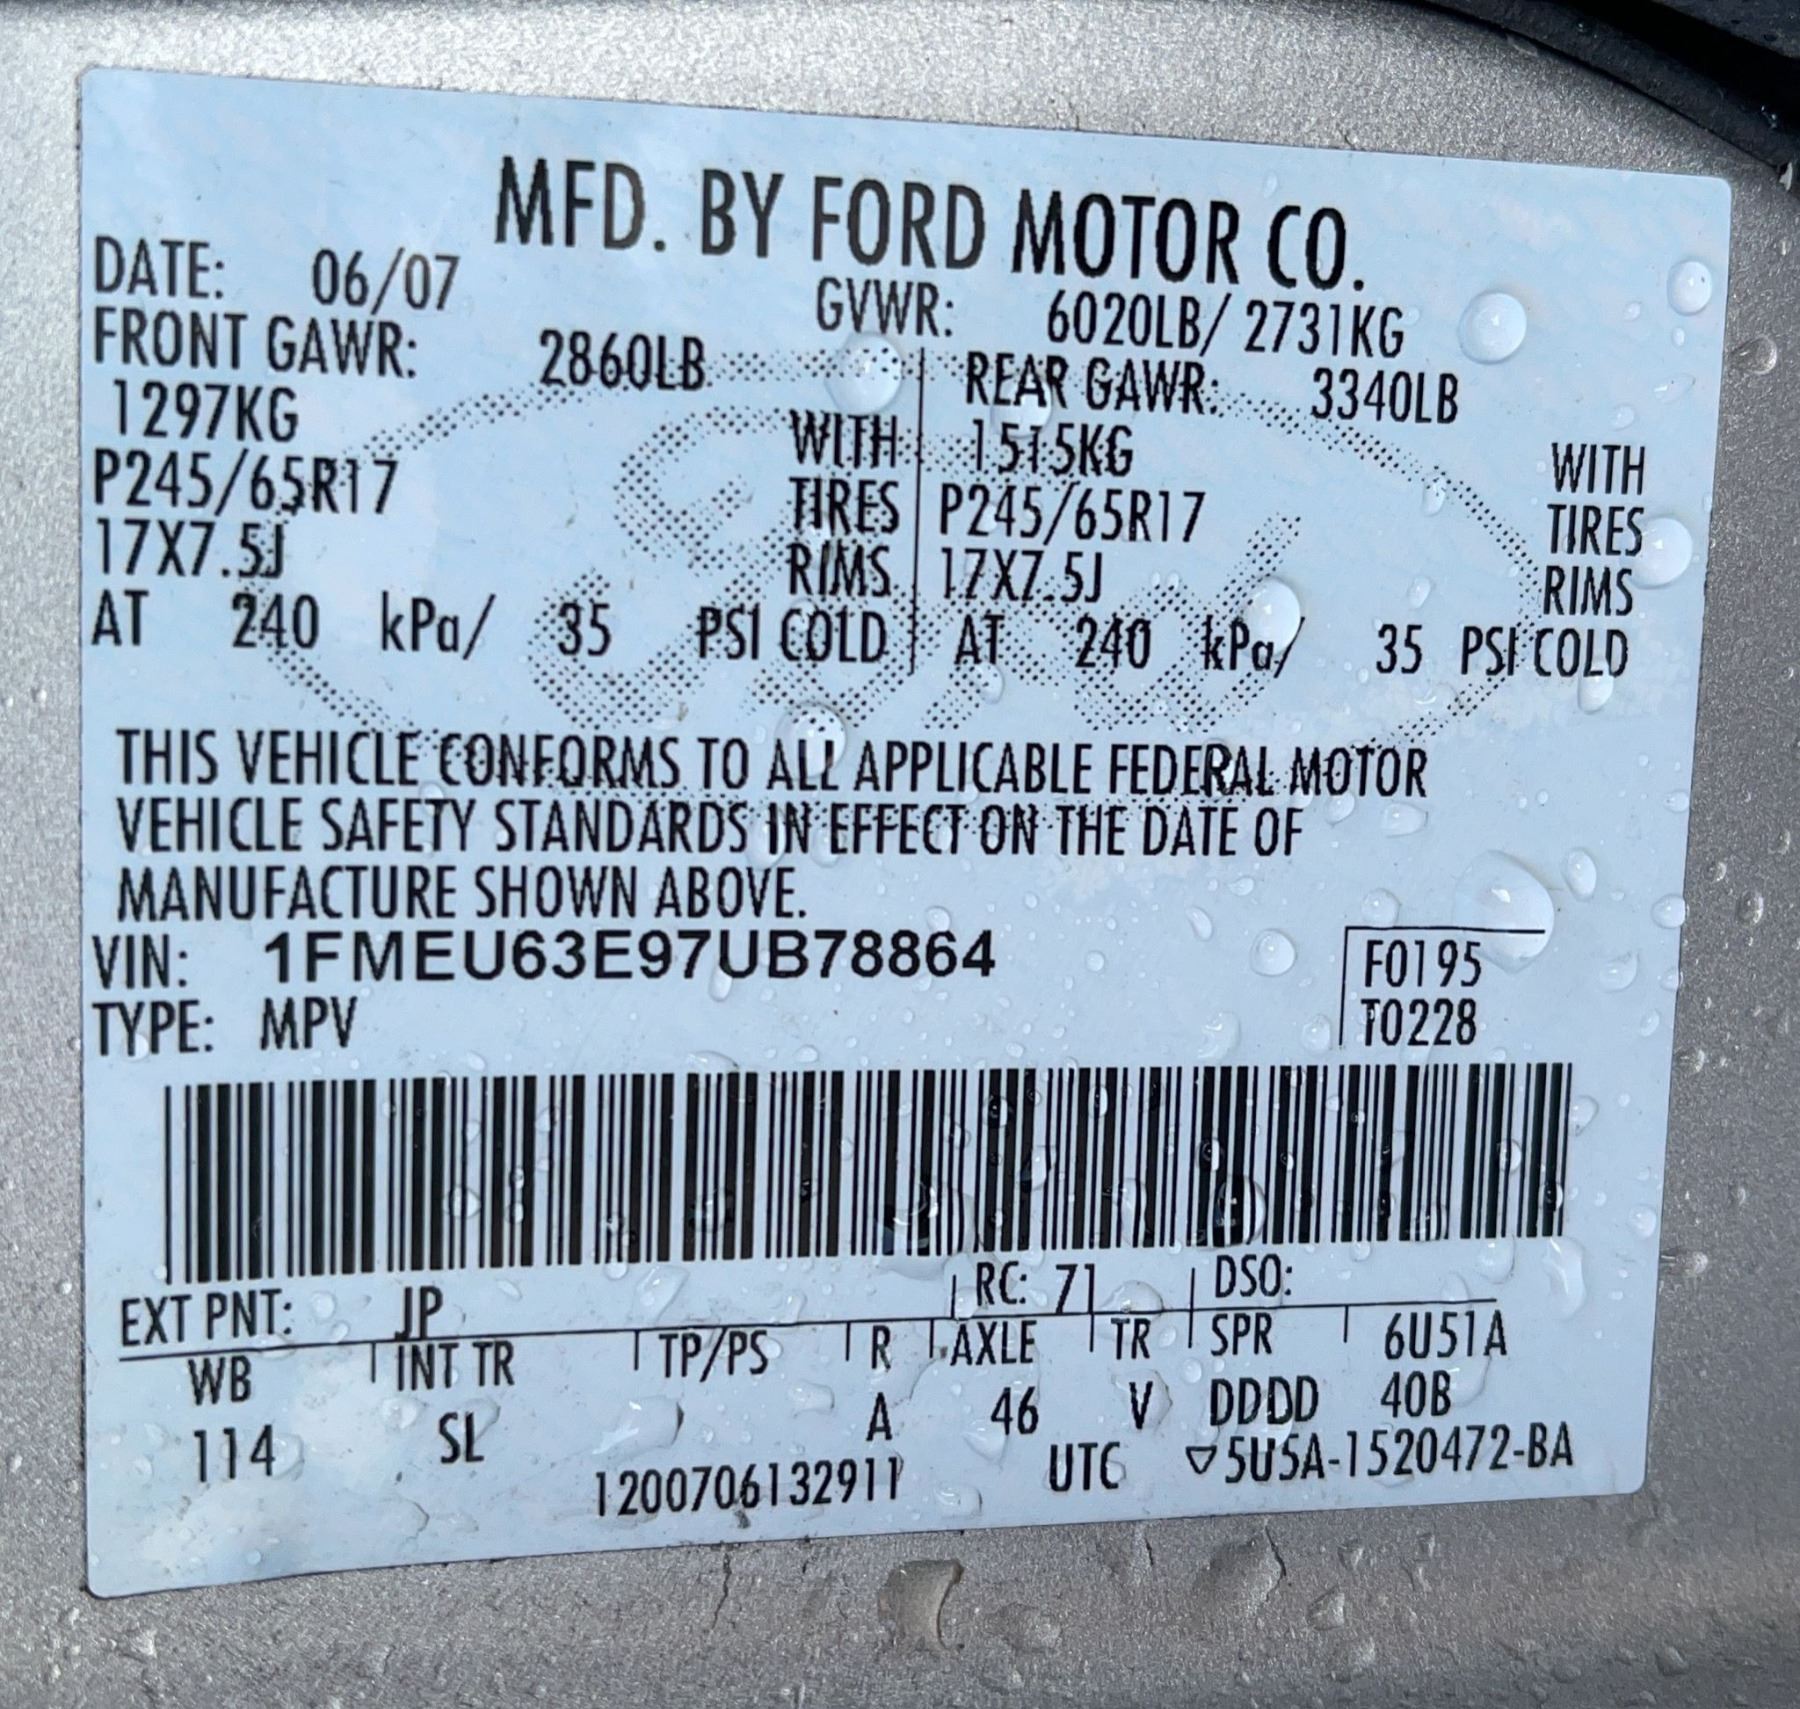 MFD. BY FORD MOTOR CO.
DATE: 06/07 GVWR: 6020LB/ 2731KG
FRONT GAWR: 2860LB REAR GAWR: 3340LB
1297KG WITH 1515KG WITH
P245/65R17 TIRES P245/65R17 TIRES
17X7.5J RIMS 17X7.5J RIMS
AT 240 kPa/ 35 PSI COLD AT 240 kPa/ 35 PSI COLD
THIS VEHICLE CONFORMS TO ALL APPLICABLE FEDERAL MOTOR
VEHICLE SAFETY STANDARDS IN EFFECT ON THE DATE OF
MANUFACTURE SHOWN ABOVE.
VIN: 1FMEU63E97UB78864 F0195
TYPE: MPV T0228
EXT PNT: JP RC: 71 DSO:
WB INT TR TP/PS R AXLE TR SPR 6U51A
114 SL A 46 V DDDD 40B
1200706132911 UTC ▽5U5A-1520472-BA